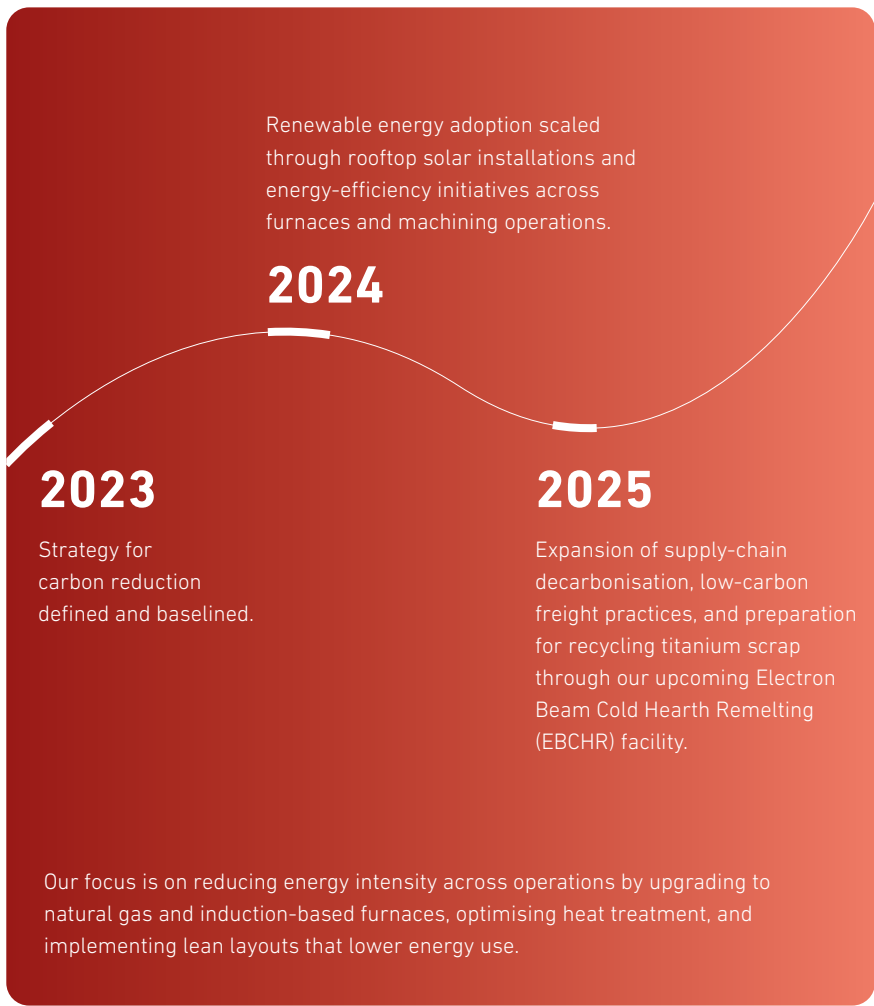 Renewable energy adoption scaled
through rooftop solar installations and
energy-efficiency initiatives across
furnaces and machining operations.
2024
2023
Strategy for
carbon reduction
defined and baselined.
2025
Expansion of supply-chain
decarbonisation, low-carbon
freight practices, and preparation
for recycling titanium scrap
through our upcoming Electron
Beam Cold Hearth Remelting
(EBCHR) facility.
Our focus is on reducing energy intensity across operations by upgrading to
natural gas and induction-based furnaces, optimising heat treatment, and
implementing lean layouts that lower energy use.